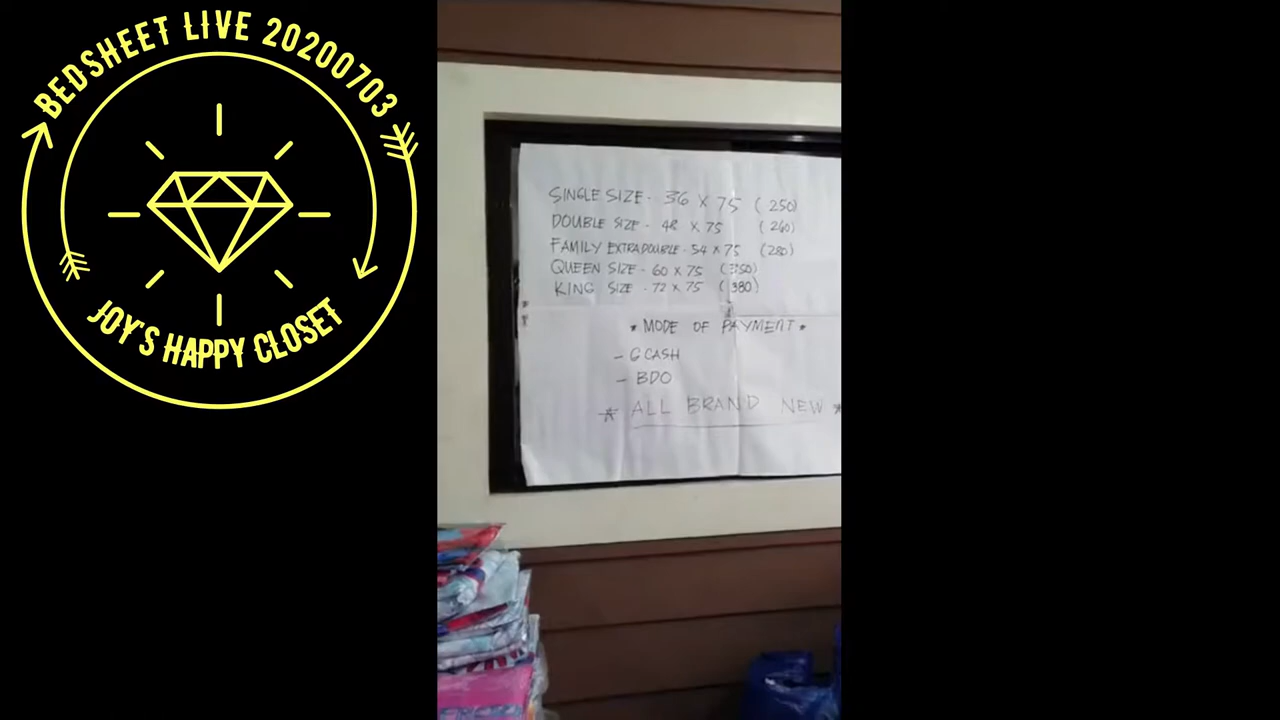 BEDSHEET LIVE 20200703
JOY'S HAPPY CLOSET
SINGLE SIZE - 36 X 75 (250)
DOUBLE SIZE - 48 X 75 (260)
FAMILY EXTRADOUBLE - 54 X 75 (280)
QUEEN SIZE - 60 X 75 (350)
KING SIZE - 72 X 75 (380)
* MODE OF PAYMENT *
- GCASH
- BDO
* ALL BRAND NEW *